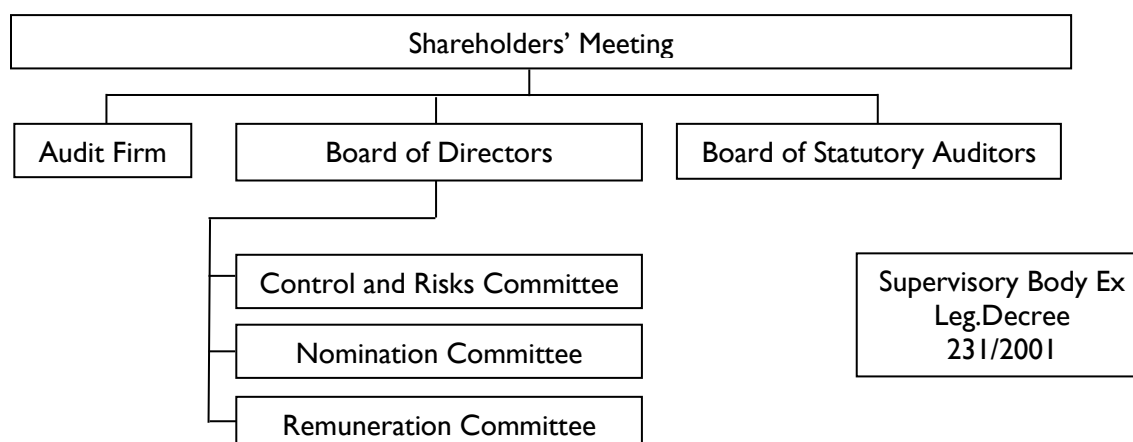 Shareholders’ Meeting
Audit Firm
Board of Directors
Board of Statutory Auditors
Control and Risks Committee
Nomination Committee
Remuneration Committee
Supervisory Body Ex
Leg.Decree
231/2001